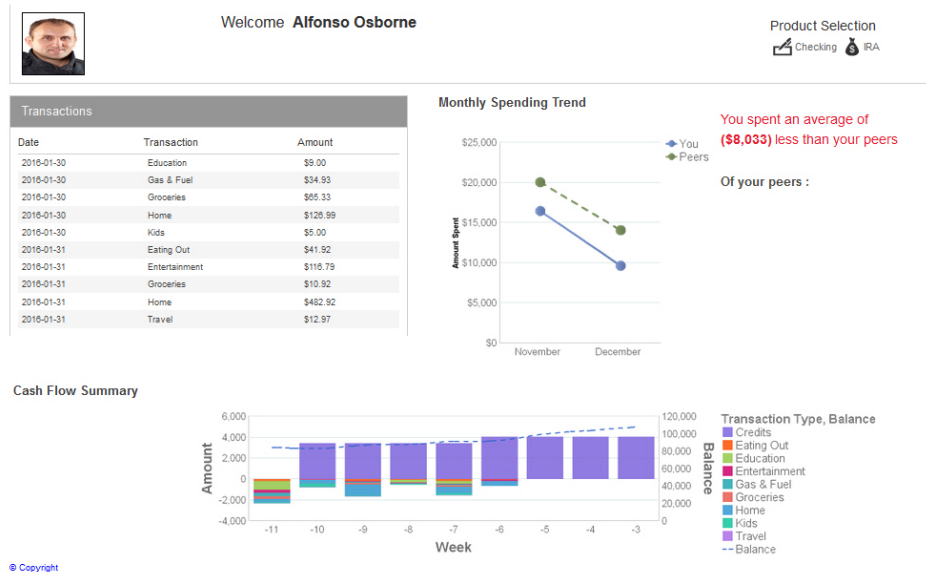 Welcome Alfonso Osborne
Product Selection
Checking IRA
Transactions
Date Transaction Amount
2016-01-30 Education $9.00
2016-01-30 Gas & Fuel $34.93
2016-01-30 Groceries $65.33
2016-01-30 Home $126.99
2016-01-30 Kids $5.00
2016-01-31 Eating Out $41.92
2016-01-31 Entertainment $116.79
2016-01-31 Groceries $10.92
2016-01-31 Home $482.92
2016-01-31 Travel $12.97
Monthly Spending Trend
$25,000
$20,000
$15,000
$10,000
$5,000
$0
Amount Spent
November December
You
Peers
You spent an average of
($8,033) less than your peers
Of your peers :
Cash Flow Summary
6,000
4,000
2,000
0
-2,000
-4,000
Amount
-11 -10 -9 -8 -7 -6 -5 -4 -3
Week
120,000
100,000
80,000
60,000
40,000
20,000
0
Balance
Transaction Type, Balance
Credits
Eating Out
Education
Entertainment
Gas & Fuel
Groceries
Home
Kids
Travel
Balance
© Copyright